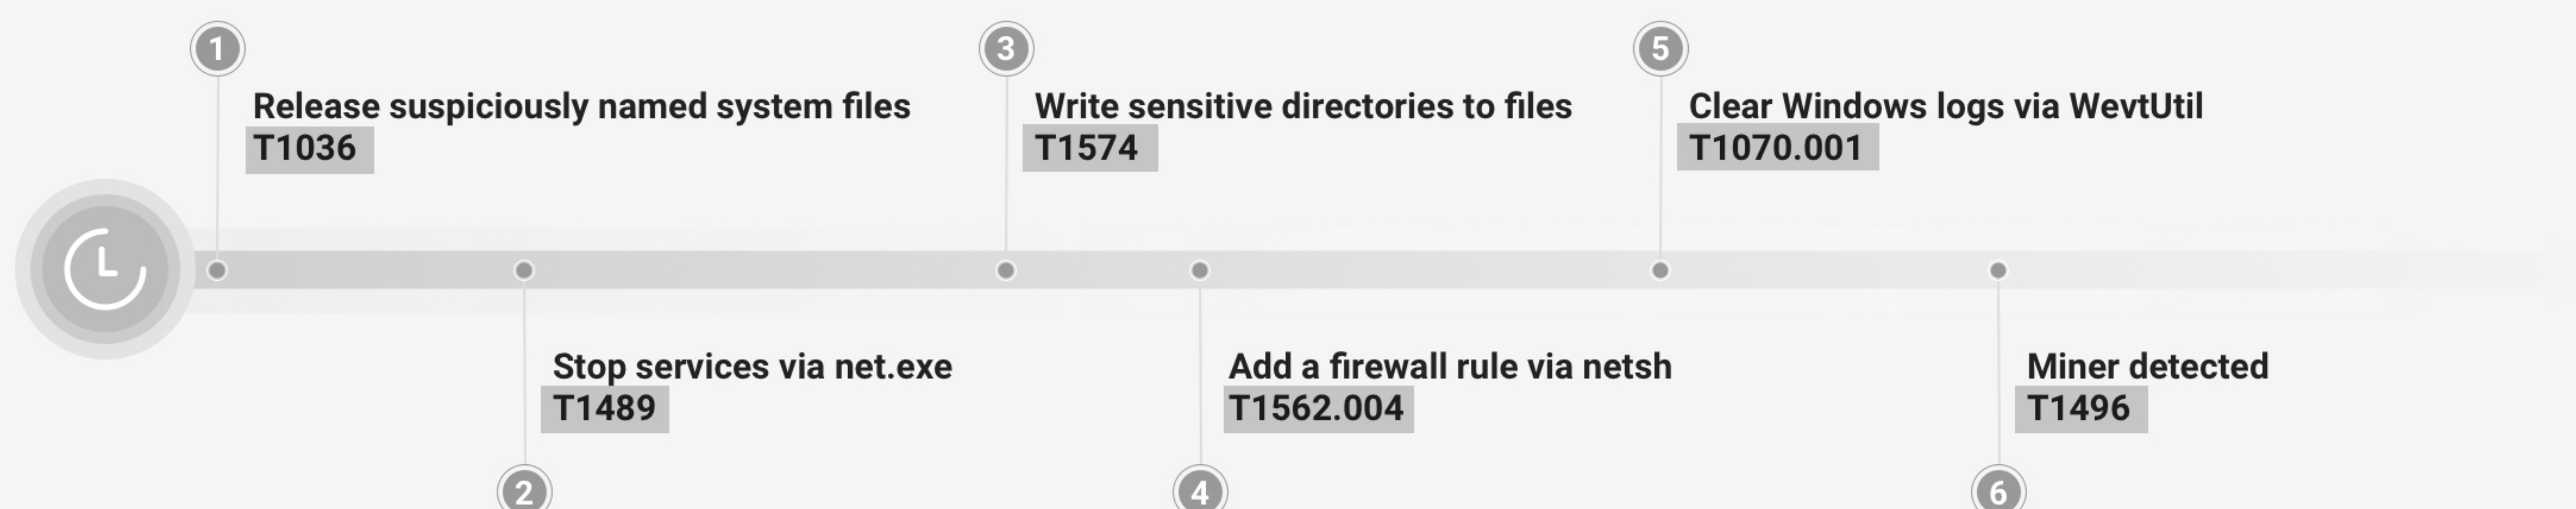 1
Release suspiciously named system files
T1036
2
Stop services via net.exe
T1489
3
Write sensitive directories to files
T1574
4
Add a firewall rule via netsh
T1562.004
5
Clear Windows logs via WevtUtil
T1070.001
6
Miner detected
T1496